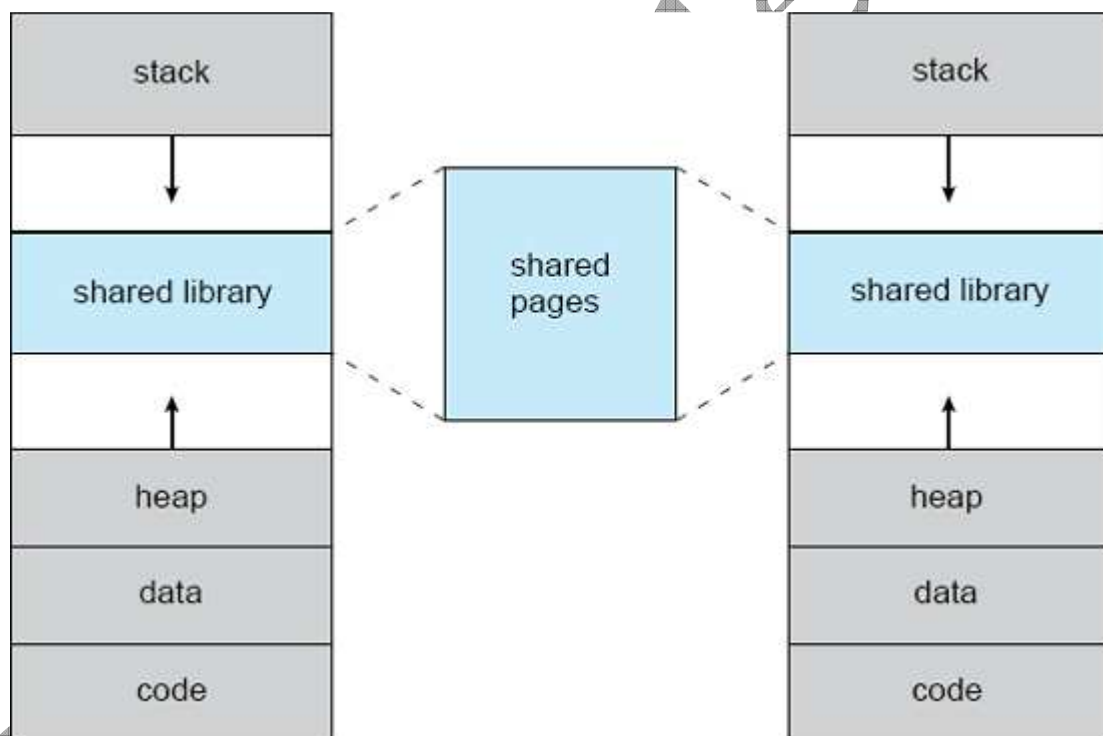 stack
shared library
heap
data
code
shared
pages
stack
shared library
heap
data
code